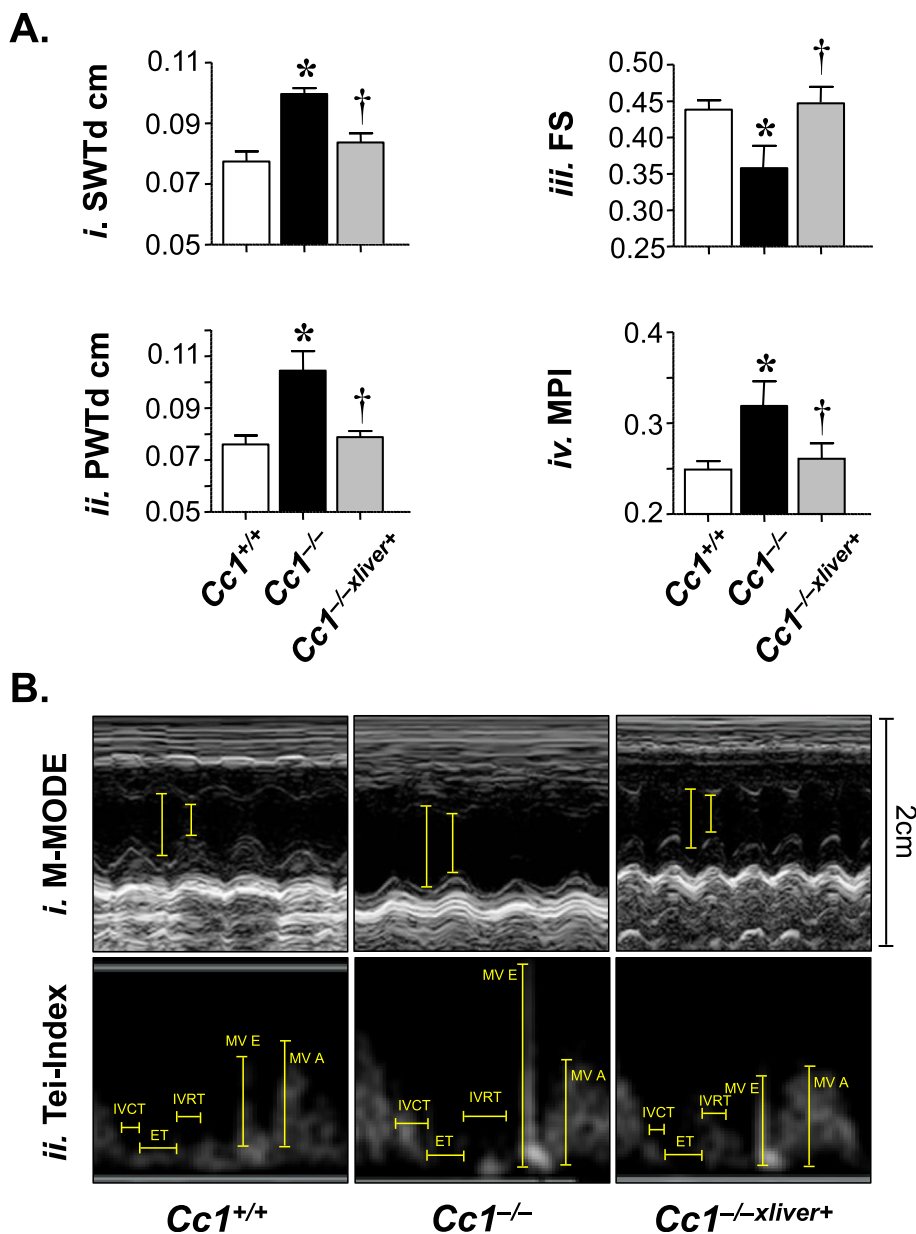 A.
i. SWTd cm
0.11
0.09
0.07
0.05
*
†
iii. FS
0.50
0.45
0.40
0.35
0.30
0.25
*
†
ii. PWTd cm
0.11
0.09
0.07
0.05
*
†
Cc1+/+
Cc1–/–
Cc1–/–xliver+
iv. MPI
0.4
0.3
0.2
*
†
Cc1+/+
Cc1–/–
Cc1–/–xliver+
B.
i. M-MODE
2cm
ii. Tei-Index
IVCT
ET
IVRT
MV E
MV A
IVCT
ET
IVRT
MV E
MV A
IVCT
ET
IVRT
MV E
MV A
Cc1+/+
Cc1–/–
Cc1–/–xliver+